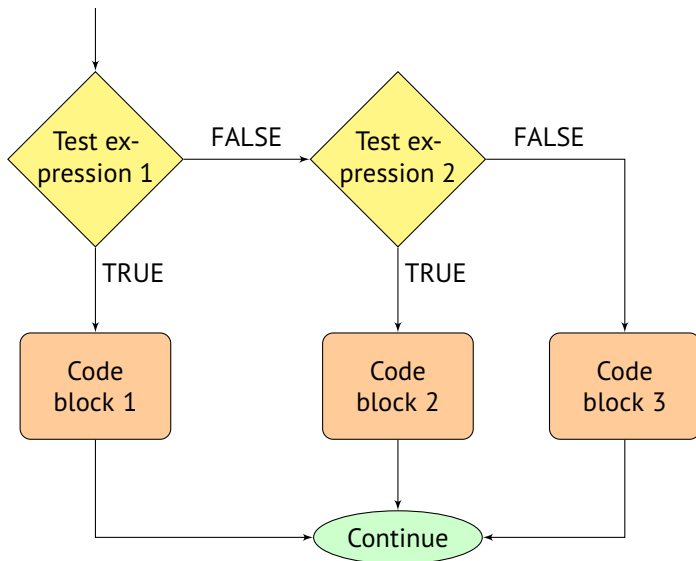 Test ex-
pression 1
FALSE
Test ex-
pression 2
FALSE
TRUE
TRUE
Code
block 1
Code
block 2
Code
block 3
Continue